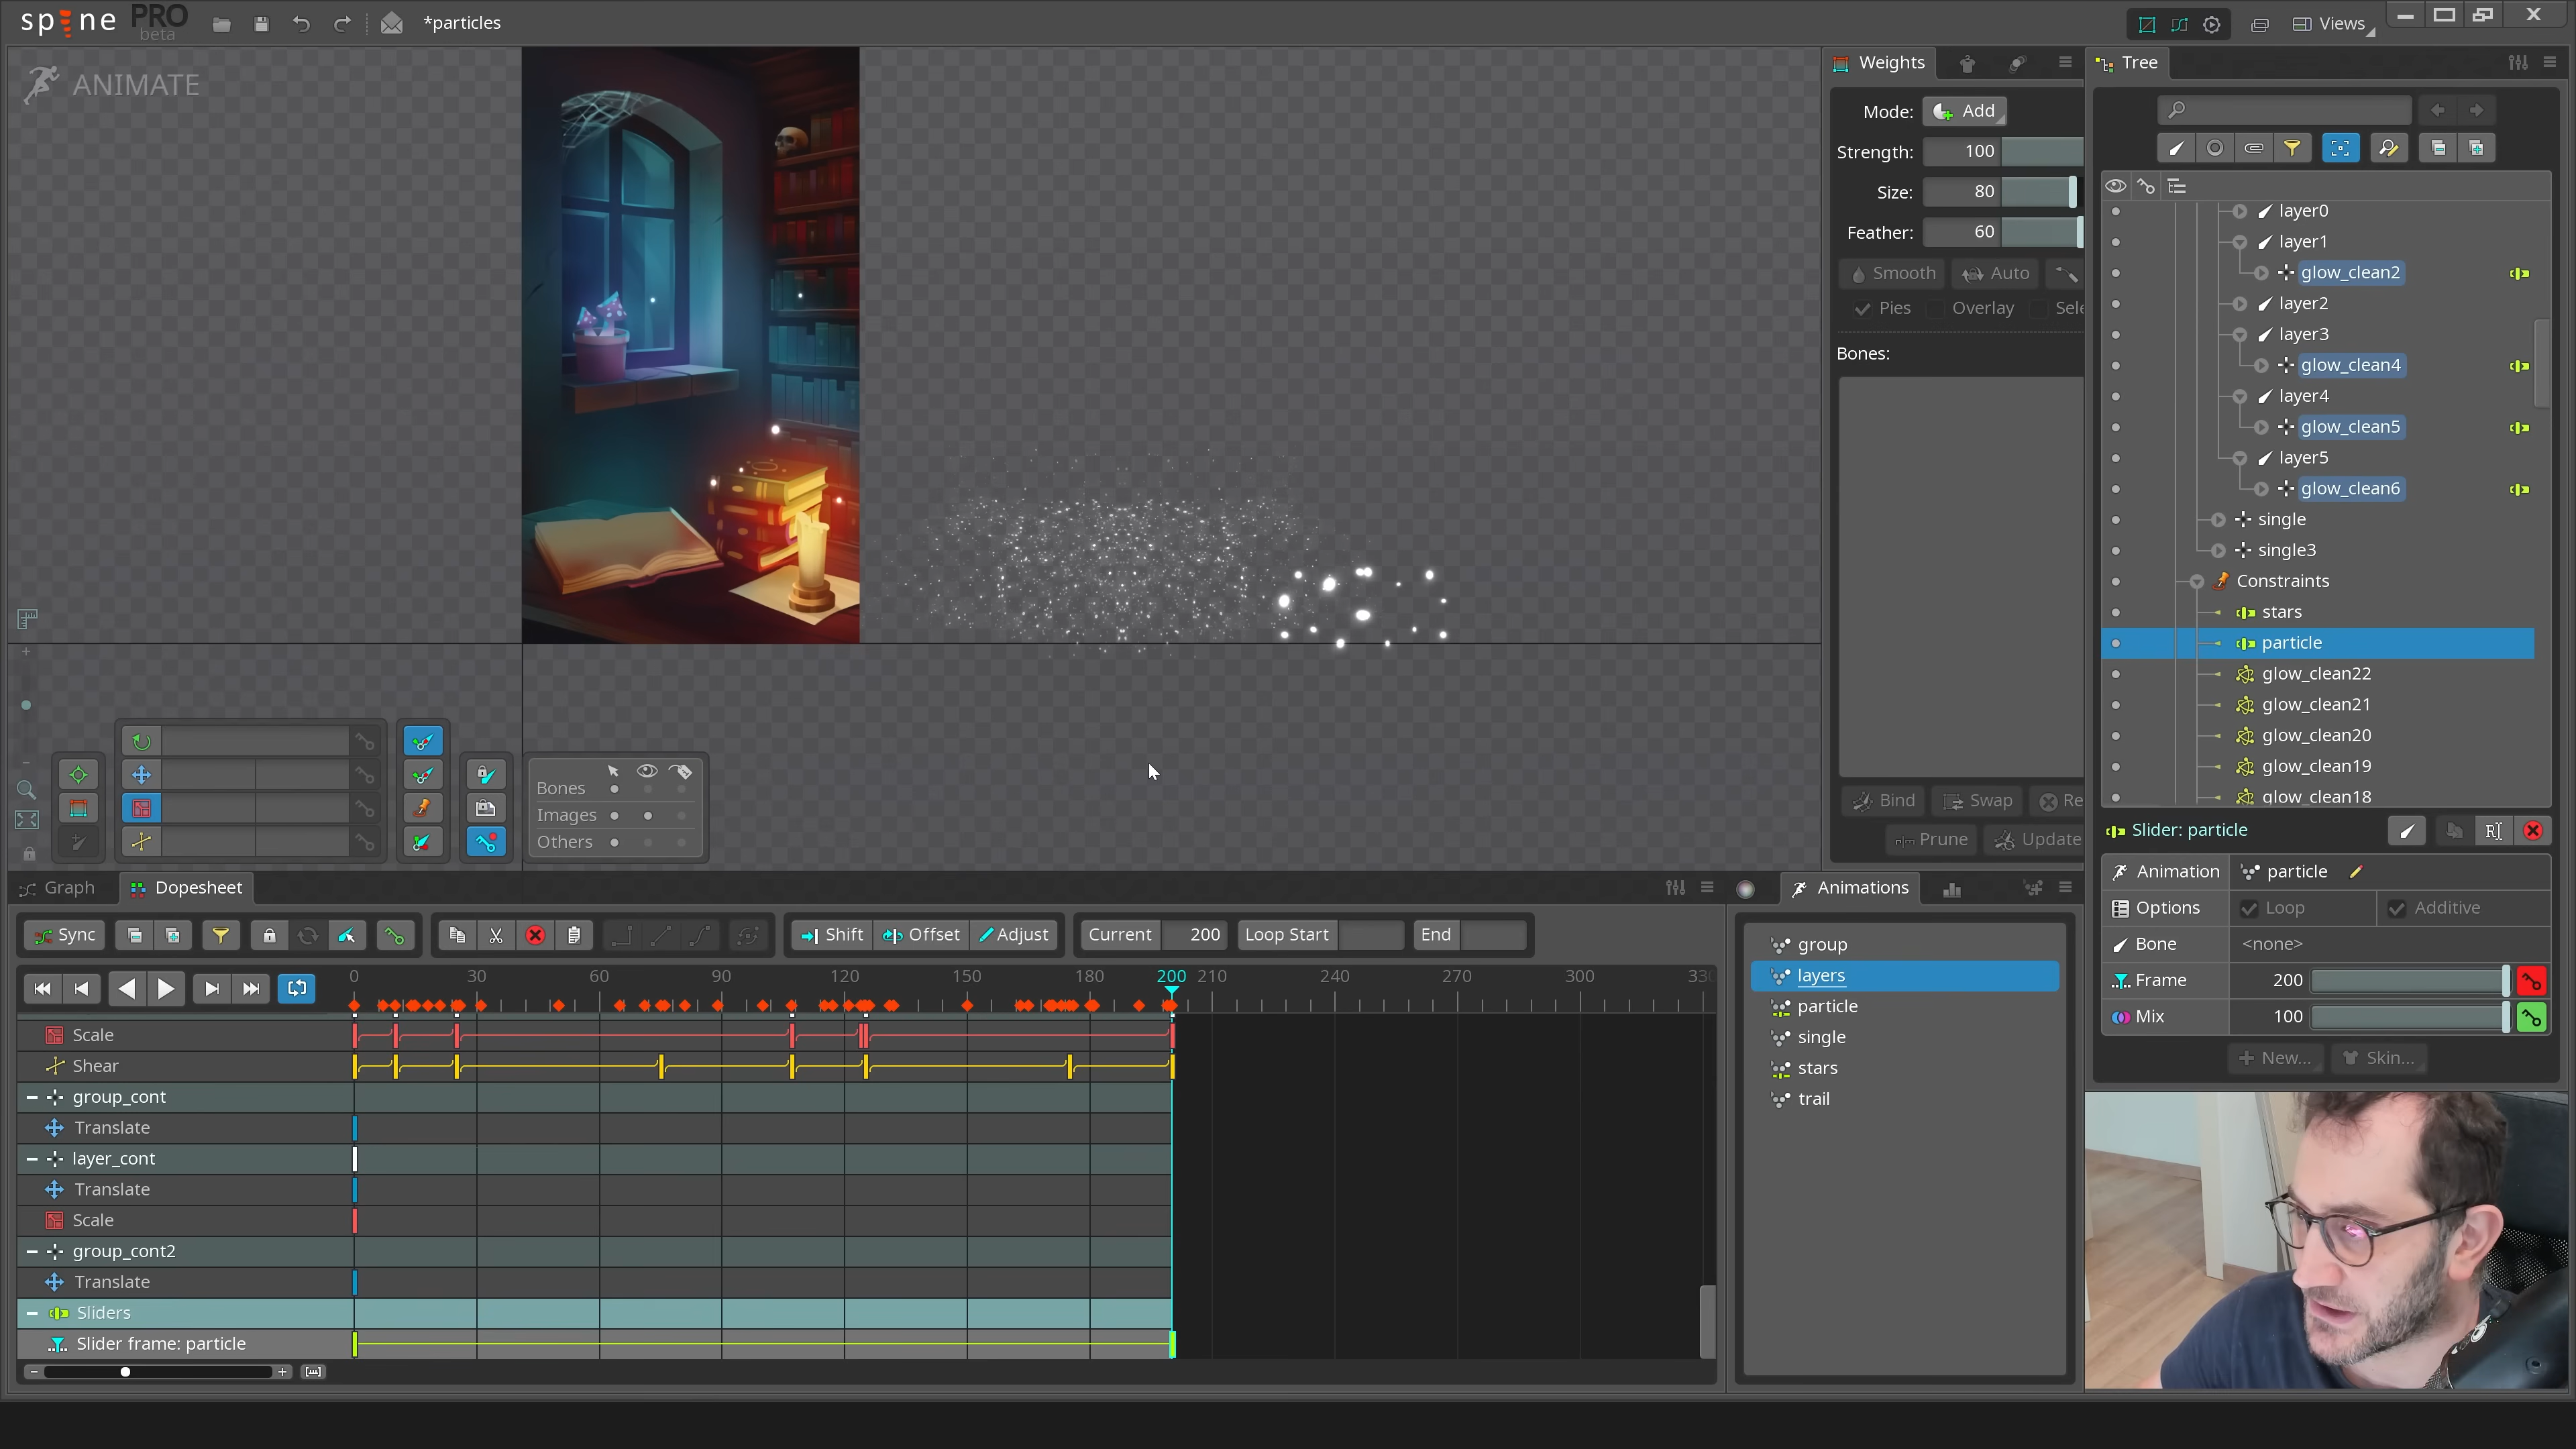 spine PRO beta
*particles
Views
ANIMATE
Weights
Tree
Mode: Add
Strength: 100
Size: 80
Feather: 60
Smooth Auto
Pies Overlay Sele
Bones:
Bind Swap Re
Prune Update
layer0
layer1
glow_clean2
layer2
layer3
glow_clean4
layer4
glow_clean5
layer5
glow_clean6
single
single3
Constraints
stars
particle
glow_clean22
glow_clean21
glow_clean20
glow_clean19
glow_clean18
Slider: particle
Animation particle
Options Loop Additive
Bone <none>
Frame 200
Mix 100
New... Skin...
Bones
Images
Others
Graph Dopesheet
Sync Shift Offset Adjust Current 200 Loop Start End
0 30 60 90 120 150 180 200 210 240 270 300 33
Scale
Shear
group_cont
Translate
layer_cont
Translate
Scale
group_cont2
Translate
Sliders
Slider frame: particle
Animations
group
layers
particle
single
stars
trail